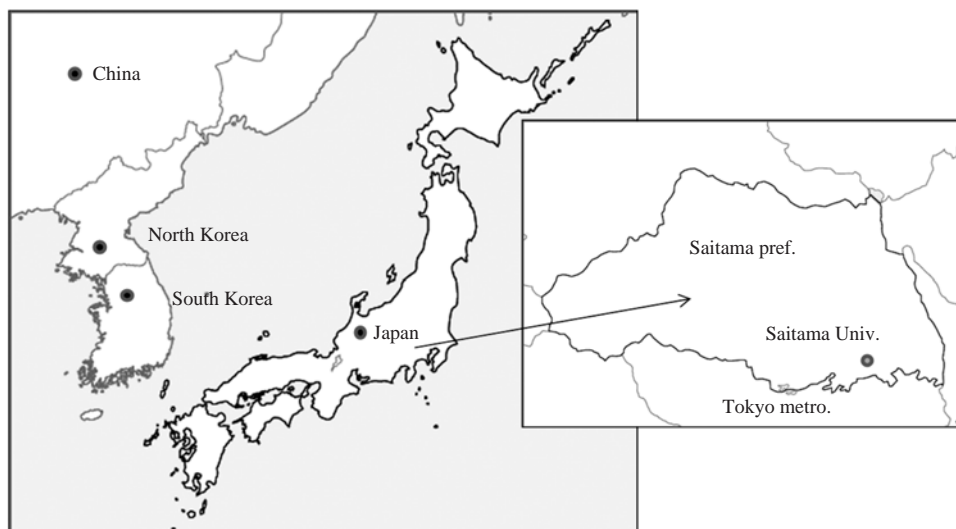 China
North Korea
South Korea
Japan
Saitama pref.
Saitama Univ.
Tokyo metro.